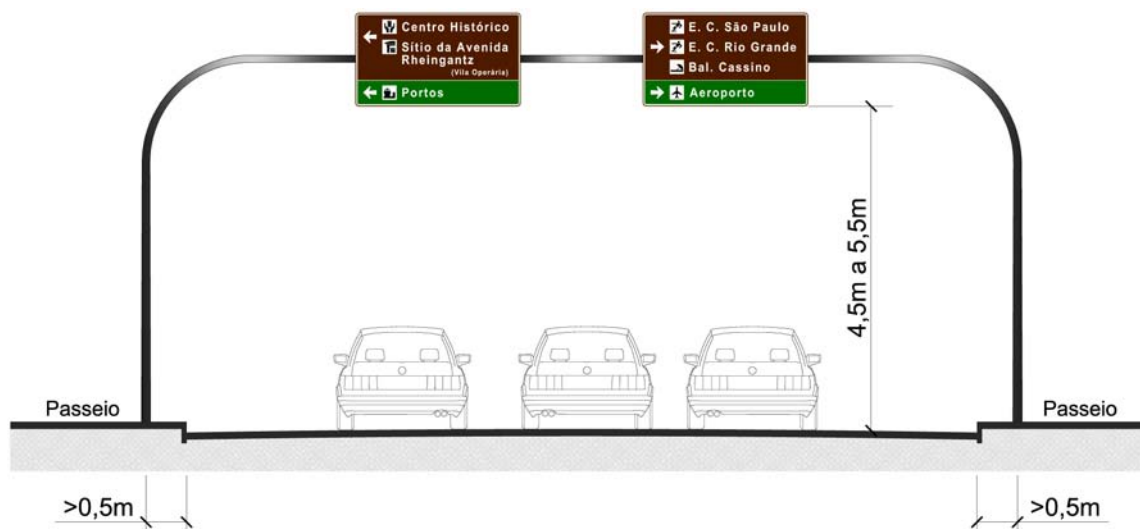 Centro Histórico
Sítio da Avenida
Rheingantz
(Vila Operária)
Portos
E. C. São Paulo
E. C. Rio Grande
Bal. Cassino
Aeroporto
4,5m a 5,5m
Passeio
Passeio
>0,5m
>0,5m